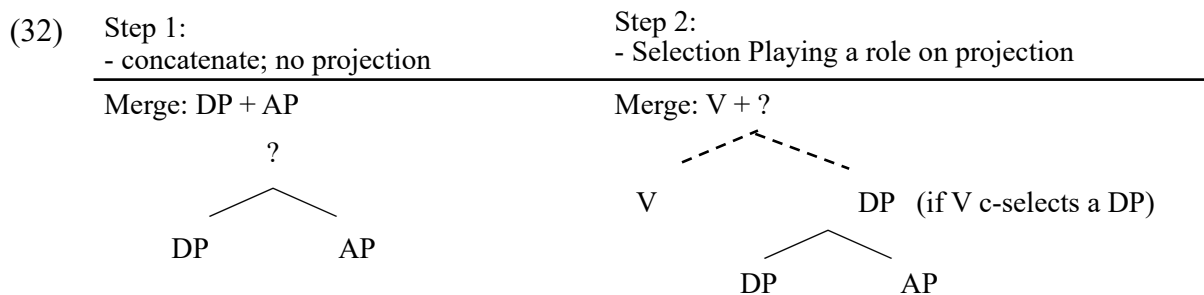 (32) Step 1:
- concatenate; no projection
Step 2:
- Selection Playing a role on projection
Merge: DP + AP
?
DP AP
Merge: V + ?
V DP (if V c-selects a DP)
DP AP